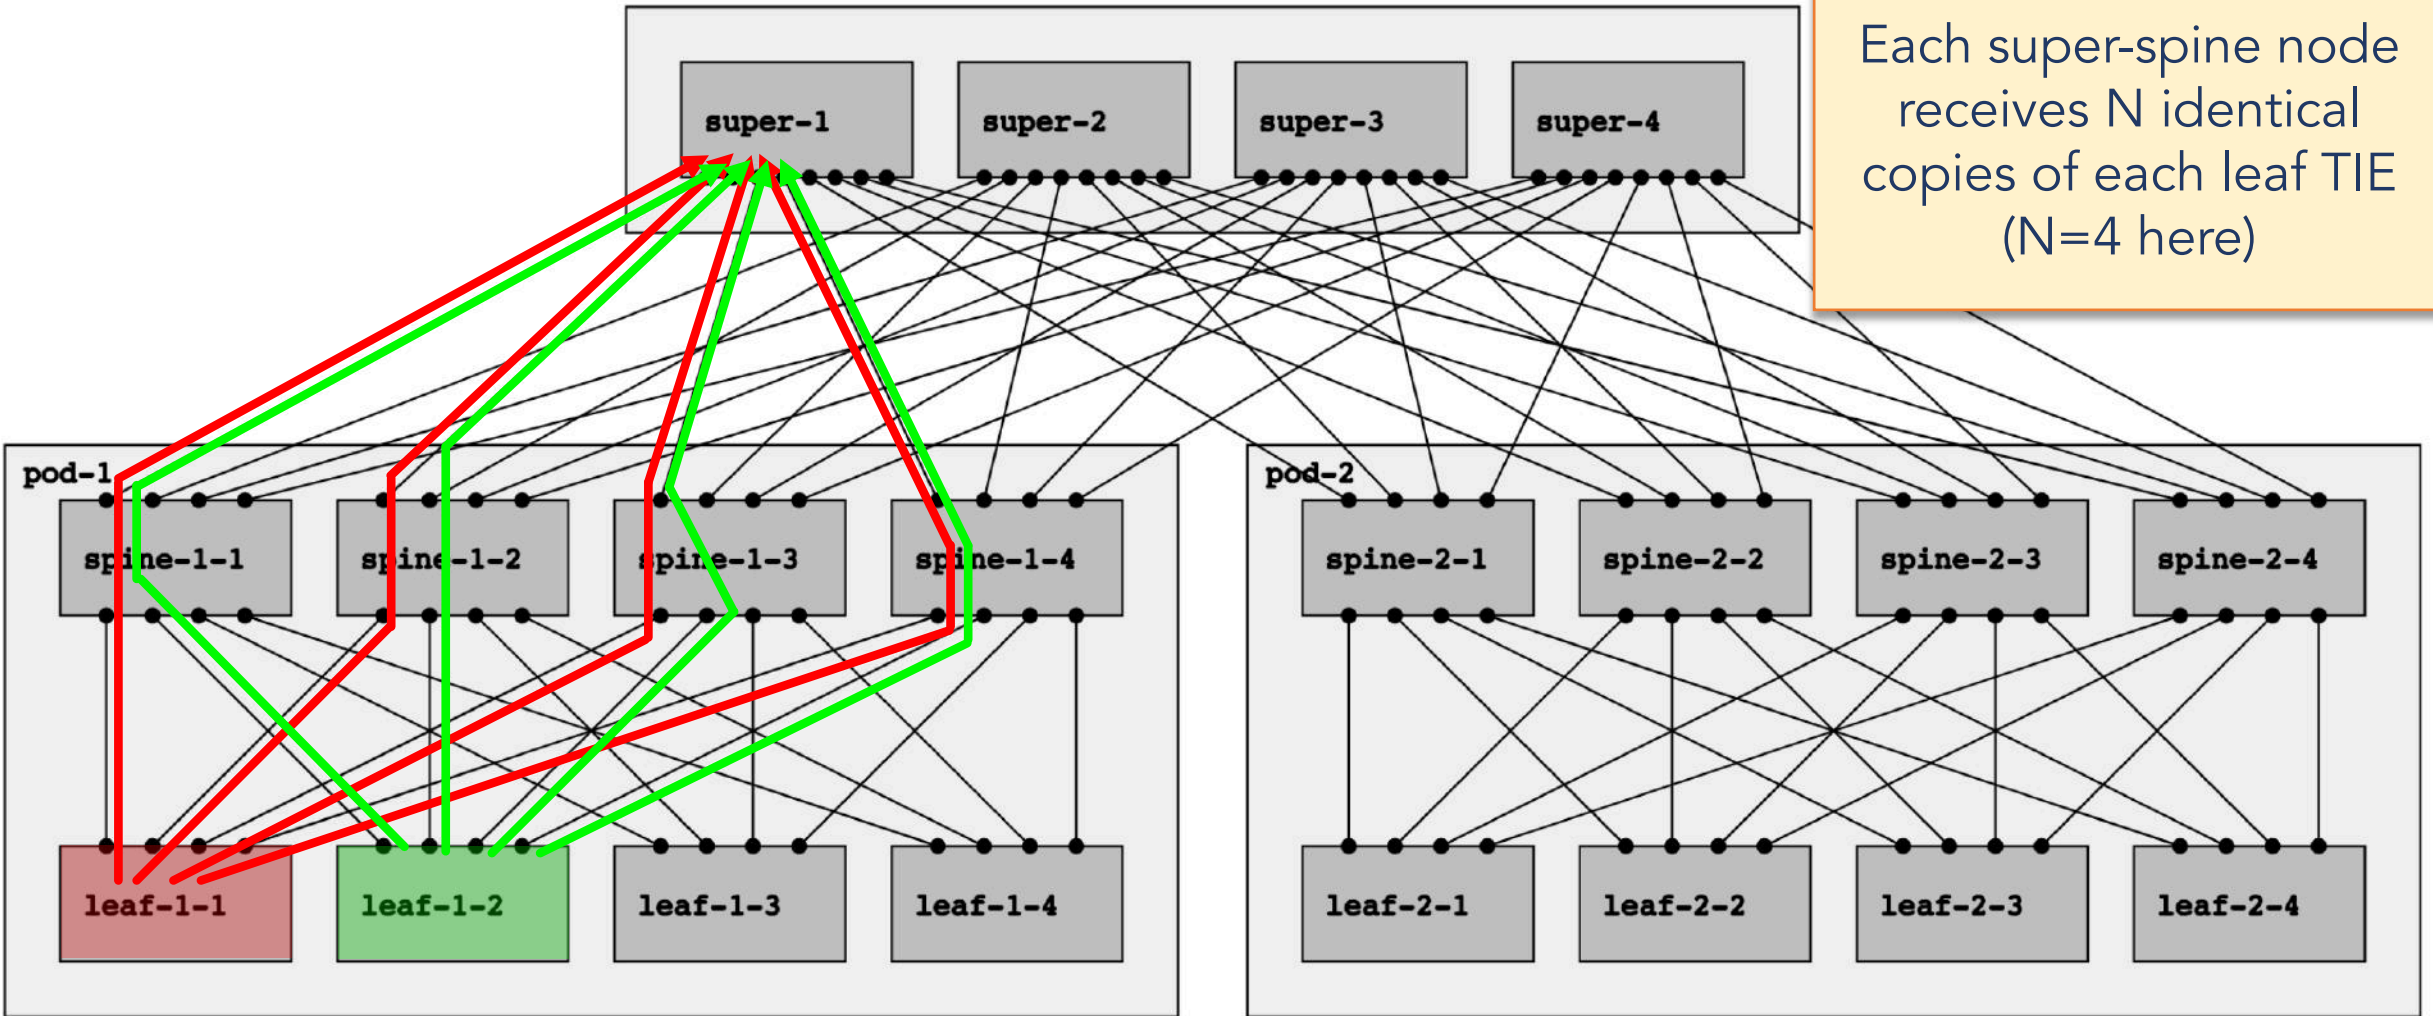 Each super-spine node
receives N identical
copies of each leaf TIE
(N=4 here)
super-1
super-2
super-3
super-4
pod-1
pod-2
spine-1-1
spine-1-2
spine-1-3
spine-1-4
spine-2-1
spine-2-2
spine-2-3
spine-2-4
leaf-1-1
leaf-1-2
leaf-1-3
leaf-1-4
leaf-2-1
leaf-2-2
leaf-2-3
leaf-2-4